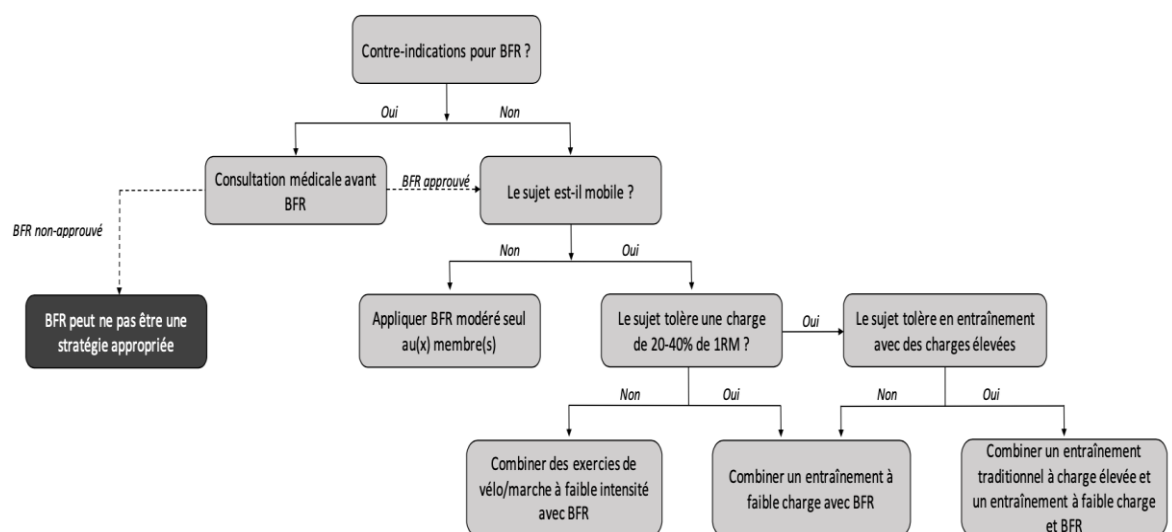 Contre-indications pour BFR ?
Oui
Non
Consultation médicale avant
BFR
BFR approuvé
Le sujet est-il mobile ?
BFR non-approuvé
Non
Oui
BFR peut ne pas être une
stratégie appropriée
Appliquer BFR modéré seul
au(x) membre(s)
Le sujet tolère une charge
de 20-40% de 1RM ?
Oui
Le sujet tolère en entraînement
avec des charges élevées
Non
Oui
Non
Oui
Combiner des exercies de
vélo/marche à faible intensité
avec BFR
Combiner un entraînement à
faible charge avec BFR
Combiner un entraînement
traditionnel à charge élevée et
un entraînement à faible charge
et BFR